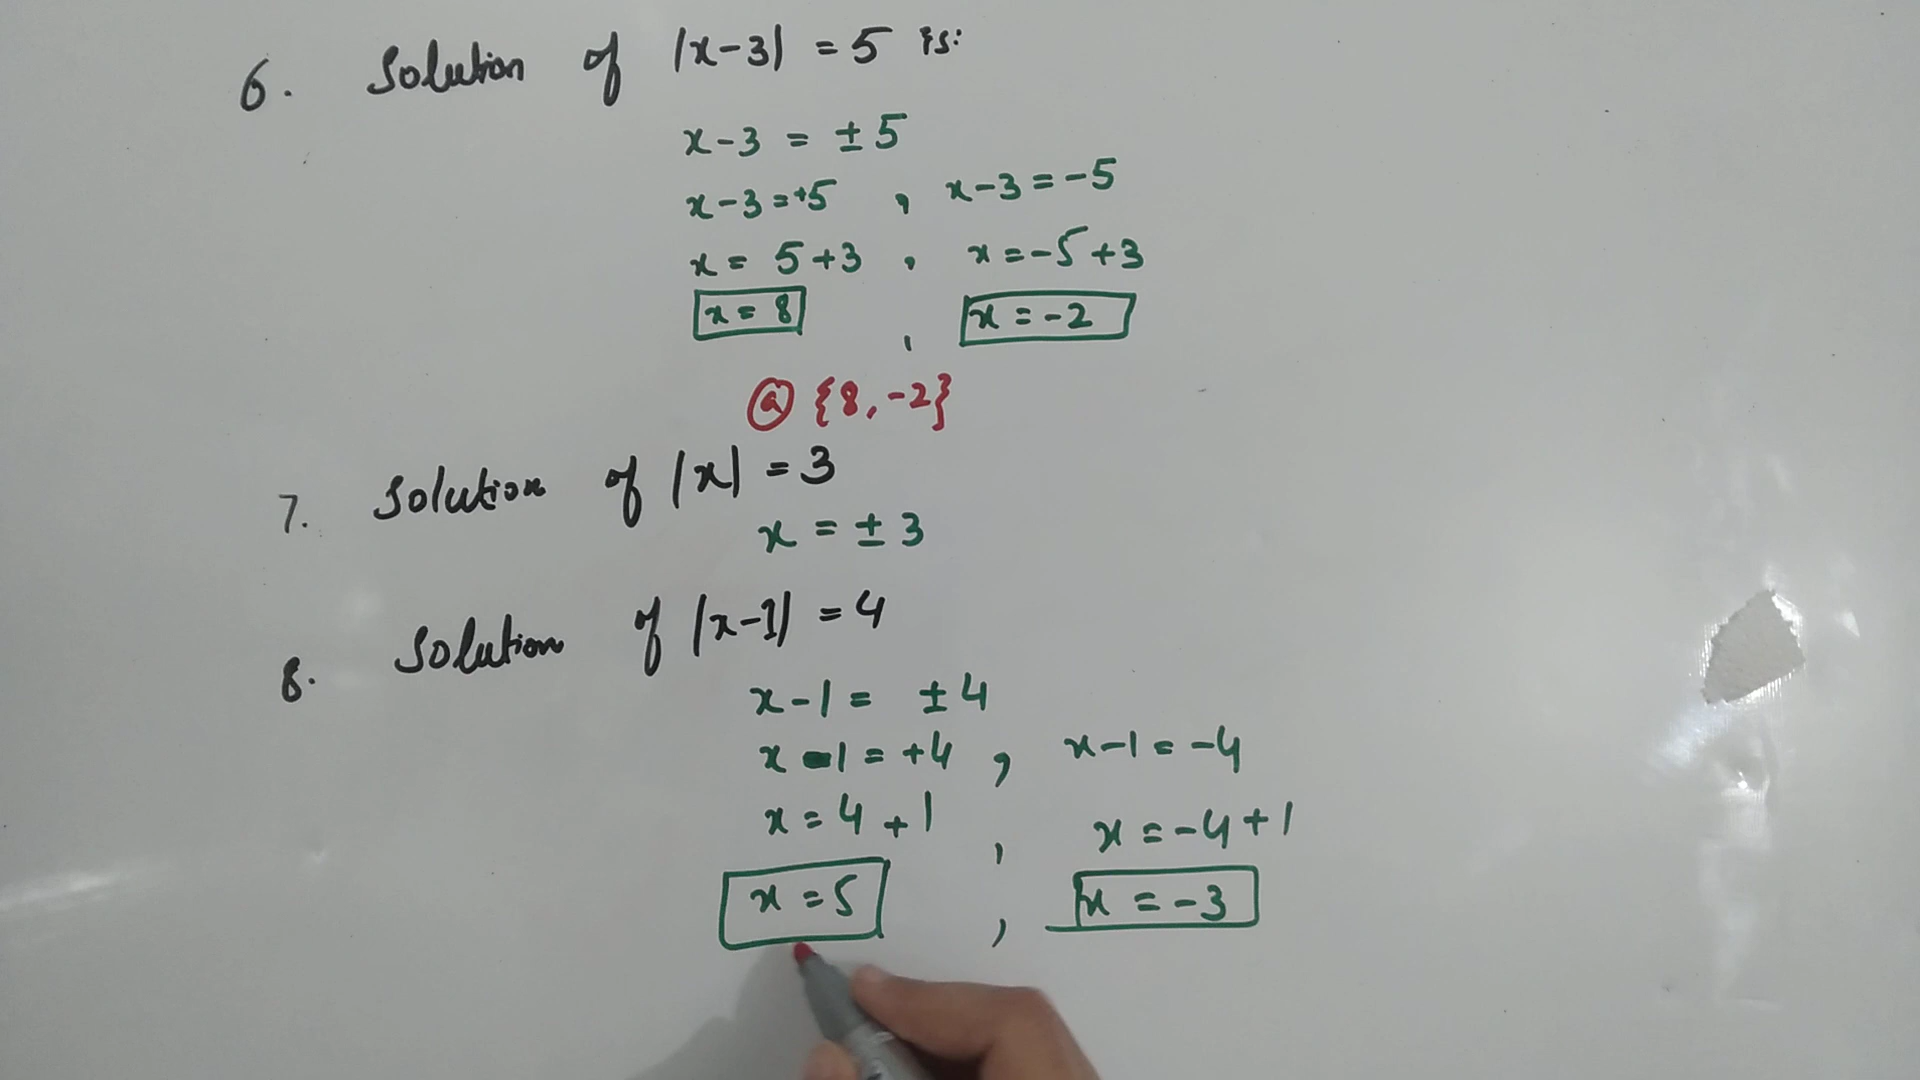 6. Solution of |x-3| = 5 is:
x-3 = ±5
x-3=+5 , x-3=-5
x= 5+3 , x=-5+3
x= 8 , x=-2
ⓐ {8,-2}
7. Solution of |x| = 3
x = ±3
8. Solution of |x-1| = 4
x-1= ±4
x-1=+4 , x-1=-4
x=4+1 , x=-4+1
x=5 , x=-3